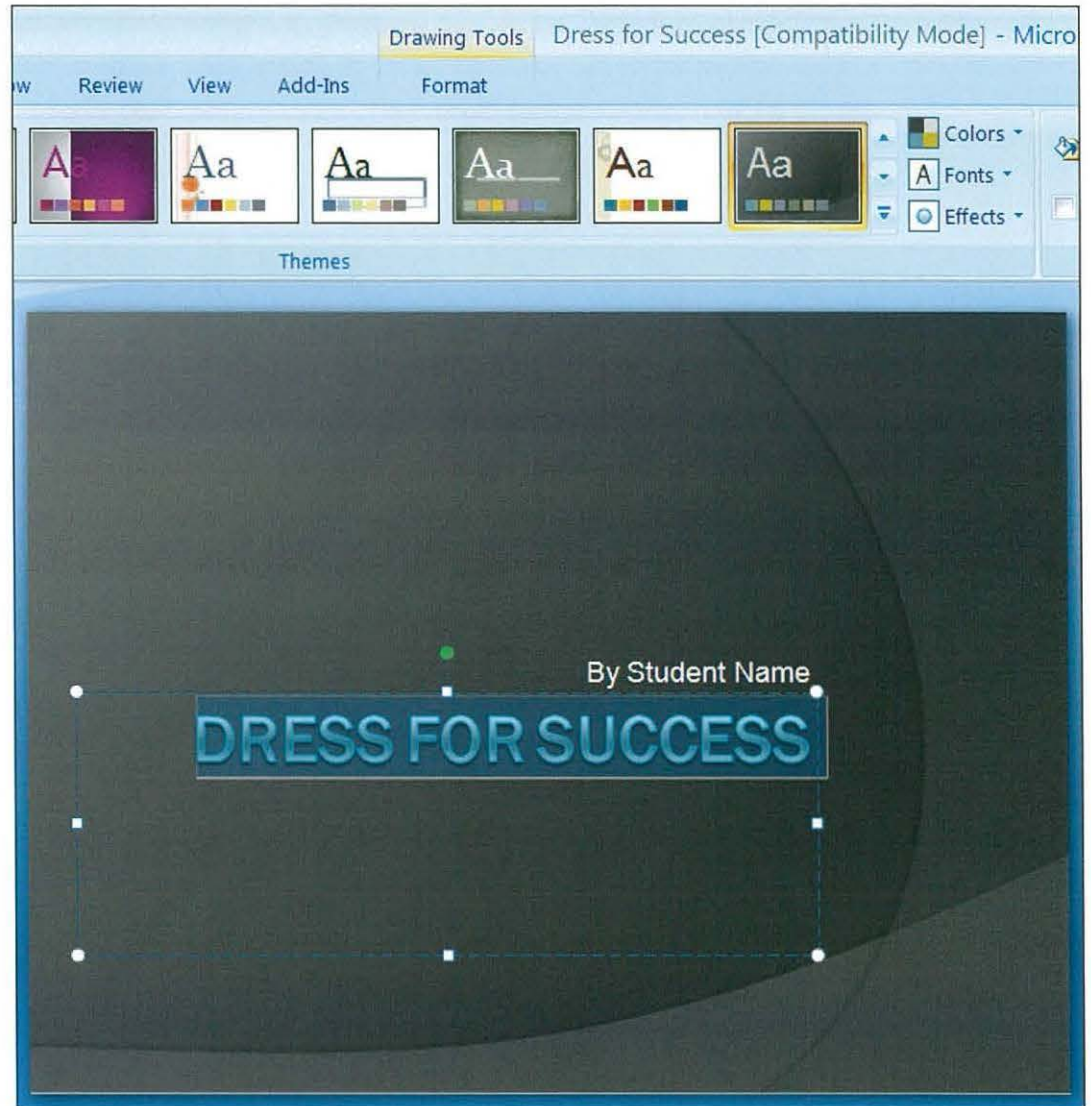 Drawing Tools Dress for Success [Compatibility Mode] - Micro
ow Review View Add-Ins Format
Aa Aa Aa Aa Aa Aa
Colors
A Fonts
Effects
Themes
By Student Name
DRESS FOR SUCCESS